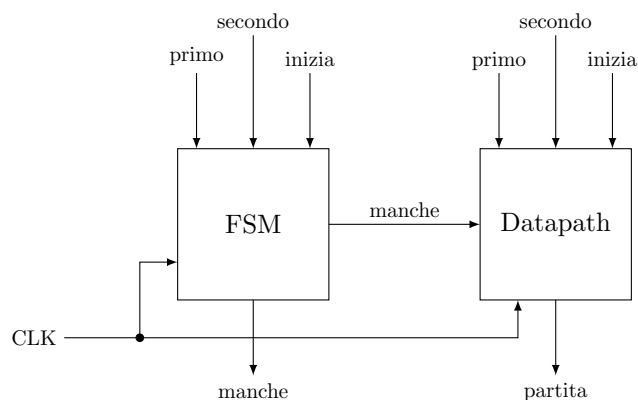 secondo
secondo
primo
inizia
primo
inizia
manche
FSM
Datapath
CLK
manche
partita